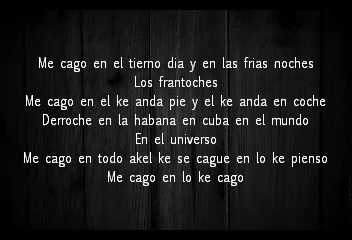 Me cago en el tierno dia y en las frias noches
Los frantoches
Me cago en el ke anda pie y el ke anda en coche
Derroche en la habana en cuba en el mundo
En el universo
Me cago en todo akel ke se cague en lo ke pienso
Me cago en lo ke cago